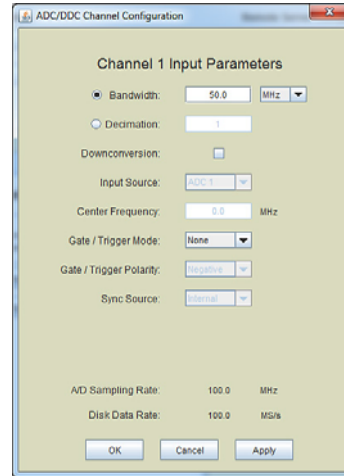 ADC/DDC Channel Configuration
Channel 1 Input Parameters
Bandwidth: 50.0 MHz
Decimation: 1
Downconversion:
Input Source: ADC 1
Center Frequency: 0.0 MHz
Gate / Trigger Mode: None
Gate / Trigger Polarity: Negative
Sync Source: Internal
A/D Sampling Rate: 100.0 MHz
Disk Data Rate: 100.0 MS/s
OK Cancel Apply